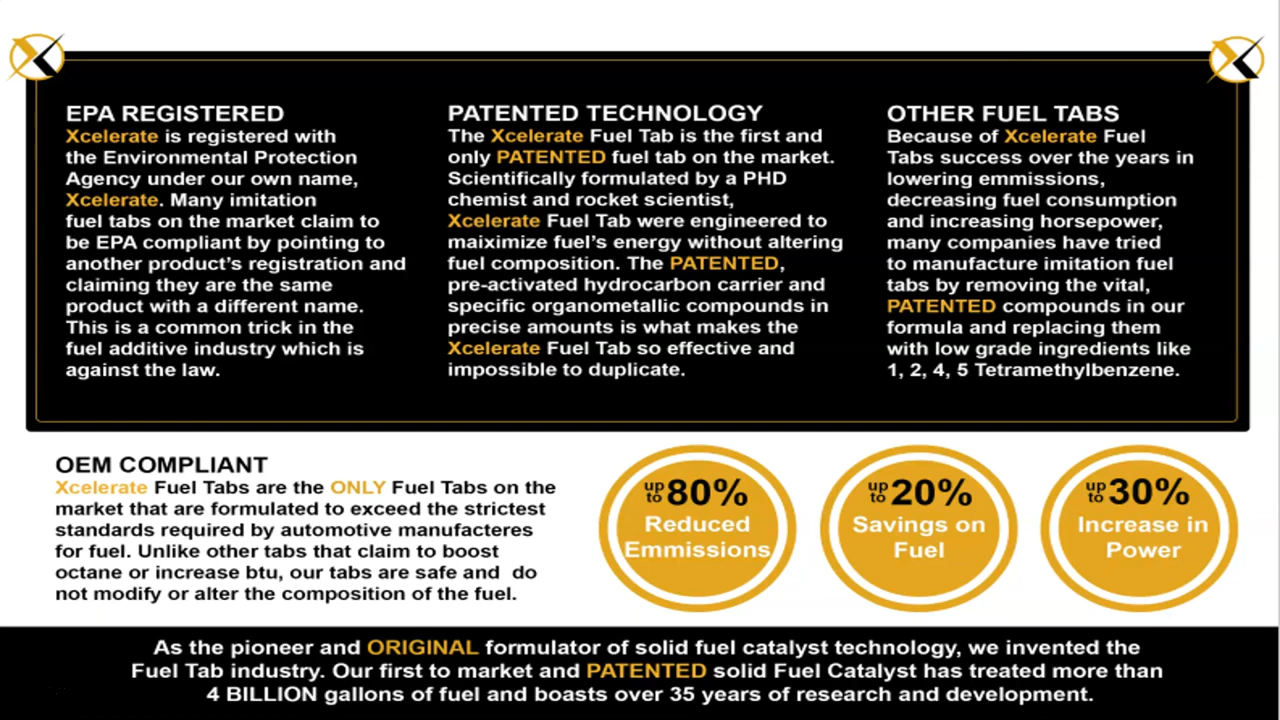 EPA REGISTERED
Xcelerate is registered with
the Environmental Protection
Agency under our own name,
Xcelerate. Many imitation
fuel tabs on the market claim to
be EPA compliant by pointing to
another product's registration and
claiming they are the same
product with a different name.
This is a common trick in the
fuel additive industry which is
against the law.
PATENTED TECHNOLOGY
The Xcelerate Fuel Tab is the first and
only PATENTED fuel tab on the market.
Scientifically formulated by a PHD
chemist and rocket scientist,
Xcelerate Fuel Tab were engineered to
maiximize fuel's energy without altering
fuel composition. The PATENTED,
pre-activated hydrocarbon carrier and
specific organometallic compounds in
precise amounts is what makes the
Xcelerate Fuel Tab so effective and
impossible to duplicate.
OTHER FUEL TABS
Because of Xcelerate Fuel
Tabs success over the years in
lowering emmissions,
decreasing fuel consumption
and increasing horsepower,
many companies have tried
to manufacture imitation fuel
tabs by removing the vital,
PATENTED compounds in our
formula and replacing them
with low grade ingredients like
1, 2, 4, 5 Tetramethylbenzene.
OEM COMPLIANT
Xcelerate Fuel Tabs are the ONLY Fuel Tabs on the
market that are formulated to exceed the strictest
standards required by automotive manufacteres
for fuel. Unlike other tabs that claim to boost
octane or increase btu, our tabs are safe and do
not modify or alter the composition of the fuel.
up to 80%
Reduced
Emmissions
up to 20%
Savings on
Fuel
up to 30%
Increase in
Power
As the pioneer and ORIGINAL formulator of solid fuel catalyst technology, we invented the
Fuel Tab industry. Our first to market and PATENTED solid Fuel Catalyst has treated more than
4 BILLION gallons of fuel and boasts over 35 years of research and development.